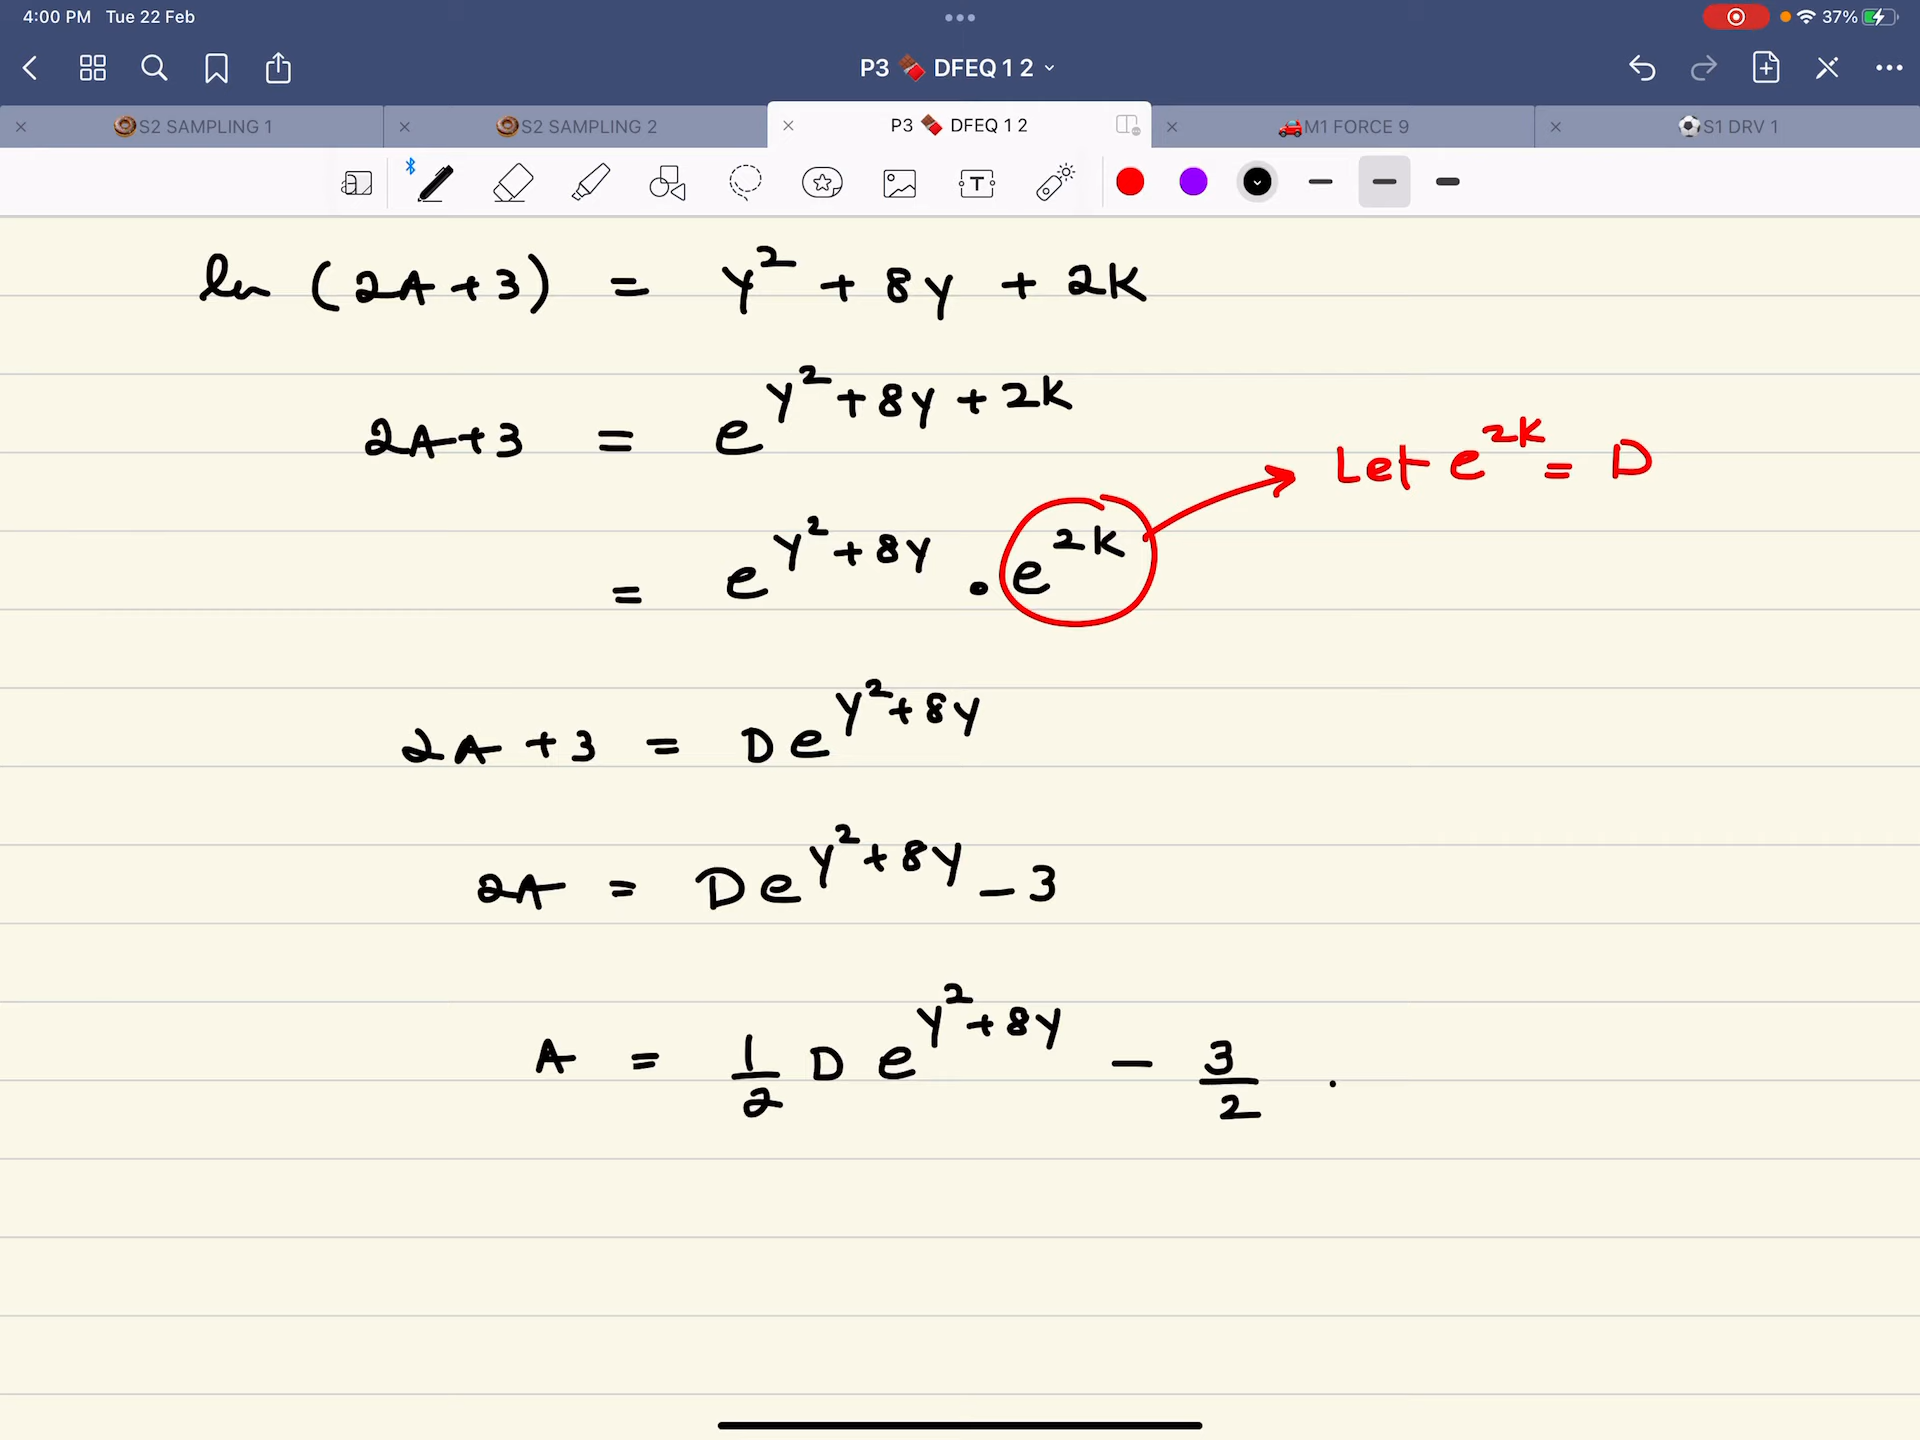 4:00 PM Tue 22 Feb
37%
P3 🍫 DFEQ 1 2
S2 SAMPLING 1
S2 SAMPLING 2
P3 🍫 DFEQ 1 2
M1 FORCE 9
S1 DRV 1
ln (2A+3) = y² + 8y + 2K
2A+3 = e^(y²+8y+2K)
Let e^(2K) = D
= e^(y²+8y) · e^(2K)
2A+3 = De^(y²+8y)
2A = De^(y²+8y) - 3
A = 1/2 D e^(y²+8y) - 3/2 .